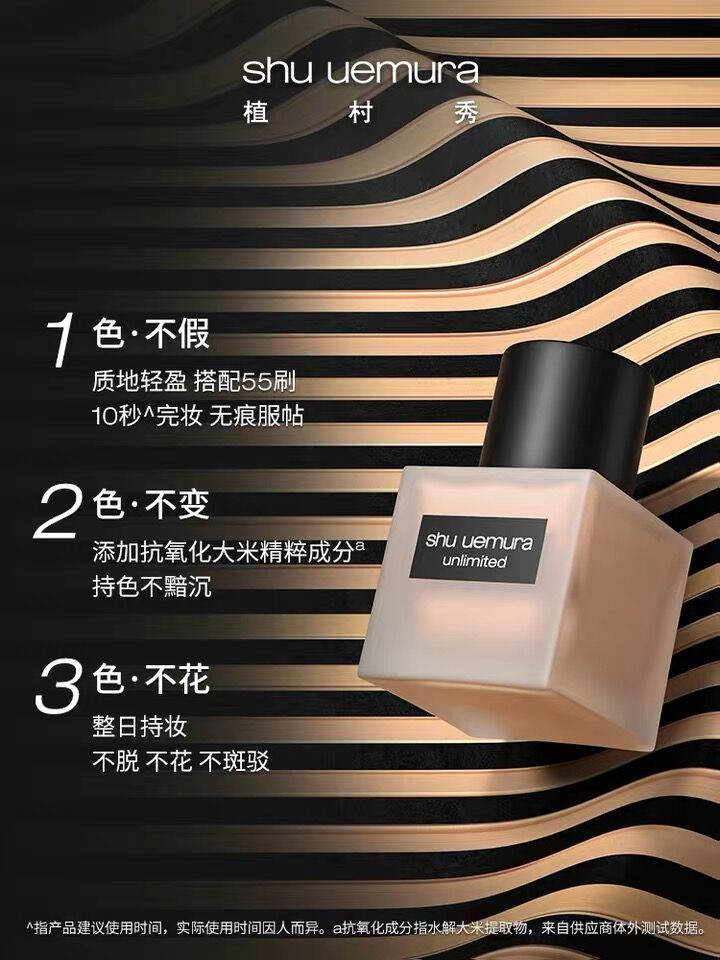 shu uemura
植村秀
1 色·不假
质地轻盈 搭配55刷
10秒^完妆 无痕服帖
shu uemura
unlimited
2 色·不变
添加抗氧化大米精粹成分a
持色不黯沉
3 色·不花
整日持妆
不脱 不花 不斑驳
^指产品建议使用时间，实际使用时间因人而异。a抗氧化成分指水解大米提取物，来自供应商体外测试数据。